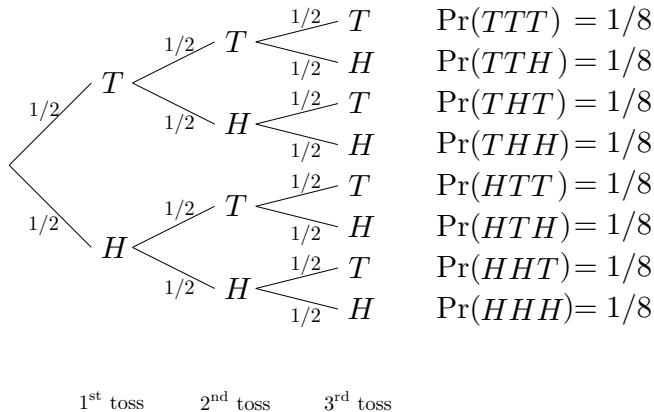 1/2 T Pr(TTT) = 1/8
1/2 T
1/2 H Pr(TTH) = 1/8
1/2 T
1/2 T Pr(THT) = 1/8
1/2 H
1/2 H Pr(THH) = 1/8
1/2 T Pr(HTT) = 1/8
1/2 T
1/2 H Pr(HTH) = 1/8
1/2 H
1/2 T Pr(HHT) = 1/8
1/2 H
1/2 H Pr(HHH) = 1/8
1st toss 2nd toss 3rd toss